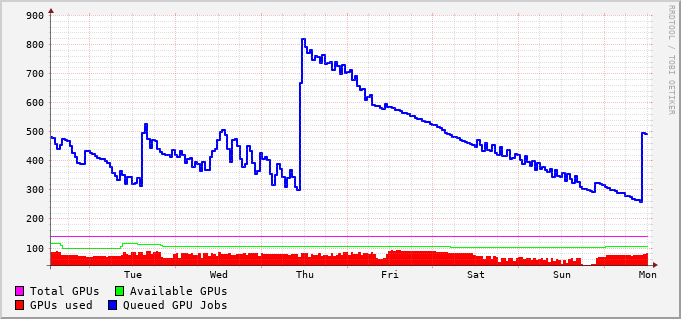 900
800
700
600
500
400
300
200
100
Tue Wed Thu Fri Sat Sun Mon
Total GPUs Available GPUs
GPUs used Queued GPU Jobs
RRDTOOL / TOBI OETIKER